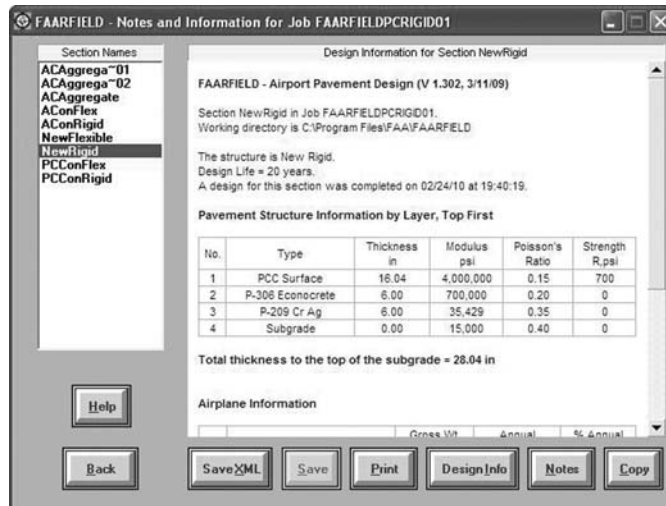 FAARFIELD - Notes and Information for Job FAARFIELDPCRIGID01
Section Names
ACAggrega~01
ACAggrega~02
ACAggregate
AConFlex
AConRigid
NewFlexible
NewRigid
PCConFlex
PCConRigid
Design Information for Section NewRigid
FAARFIELD - Airport Pavement Design (V 1.302, 3/11/09)
Section NewRigid in Job FAARFIELDPCRIGID01.
Working directory is C:\Program Files\FAA\FAARFIELD
The structure is New Rigid.
Design Life = 20 years.
A design for this section was completed on 02/24/10 at 19:40:19.
Pavement Structure Information by Layer, Top First
No. Type Thickness in Modulus psi Poisson's Ratio Strength R,psi
1 PCC Surface 16.04 4,000,000 0.15 700
2 P-306 Econocrete 6.00 700,000 0.20 0
3 P-209 Cr Ag 6.00 35,429 0.35 0
4 Subgrade 0.00 15,000 0.40 0
Total thickness to the top of the subgrade = 28.04 in
Airplane Information
Gross Wt. Annual % Annual
Help
Back
SaveXML
Save
Print
DesignInfo
Notes
Copy